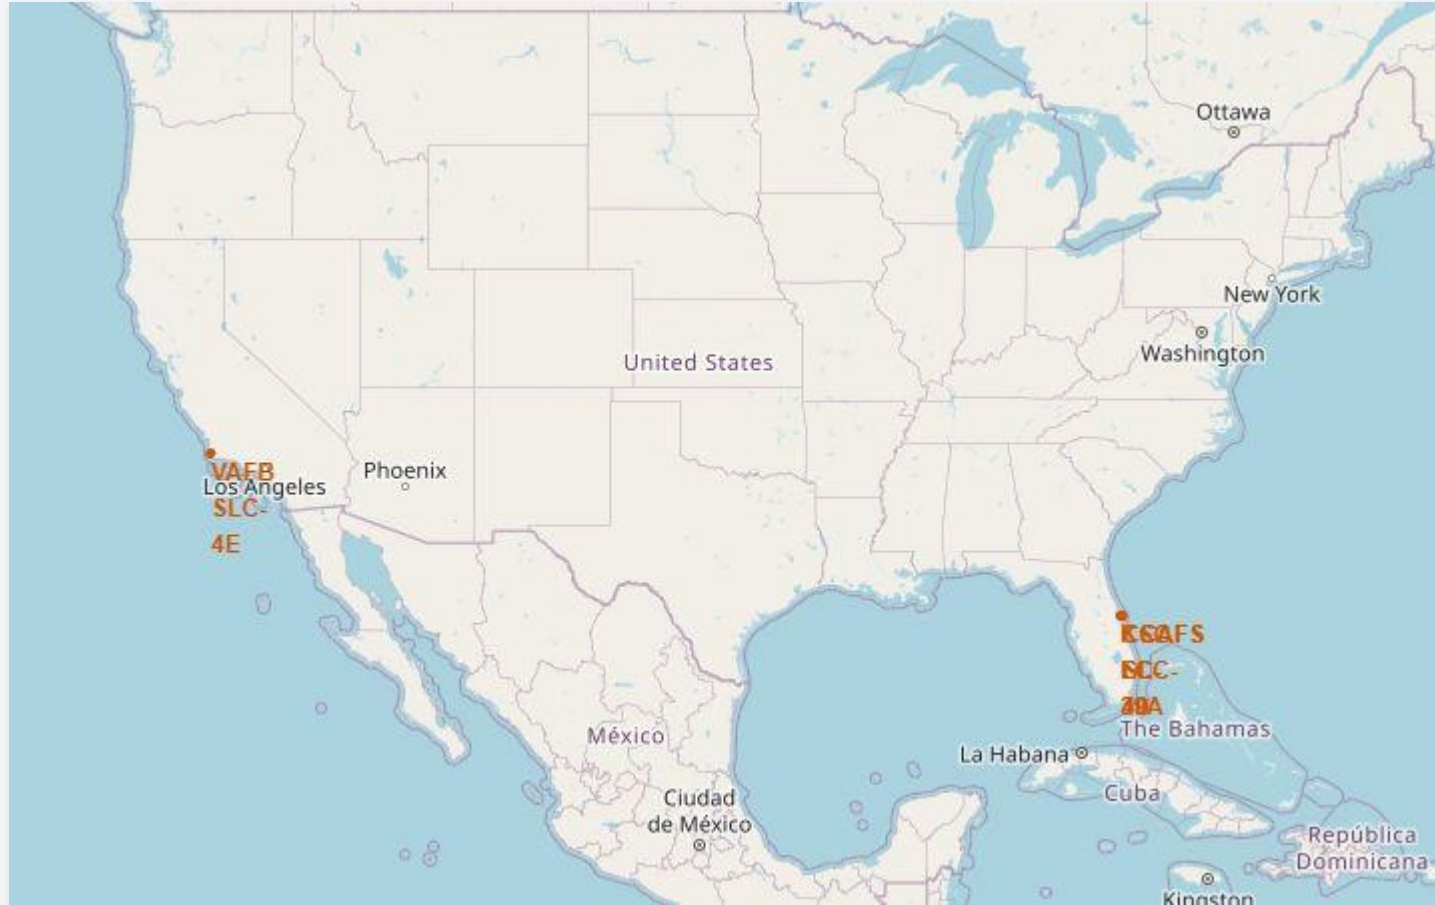 Ottawa
New York
Washington
United States
Phoenix
VAFB
Los Angeles
SLC-
4E
México
The Bahamas
La Habana
Cuba
Ciudad
de México
República
Dominicana
Kingston